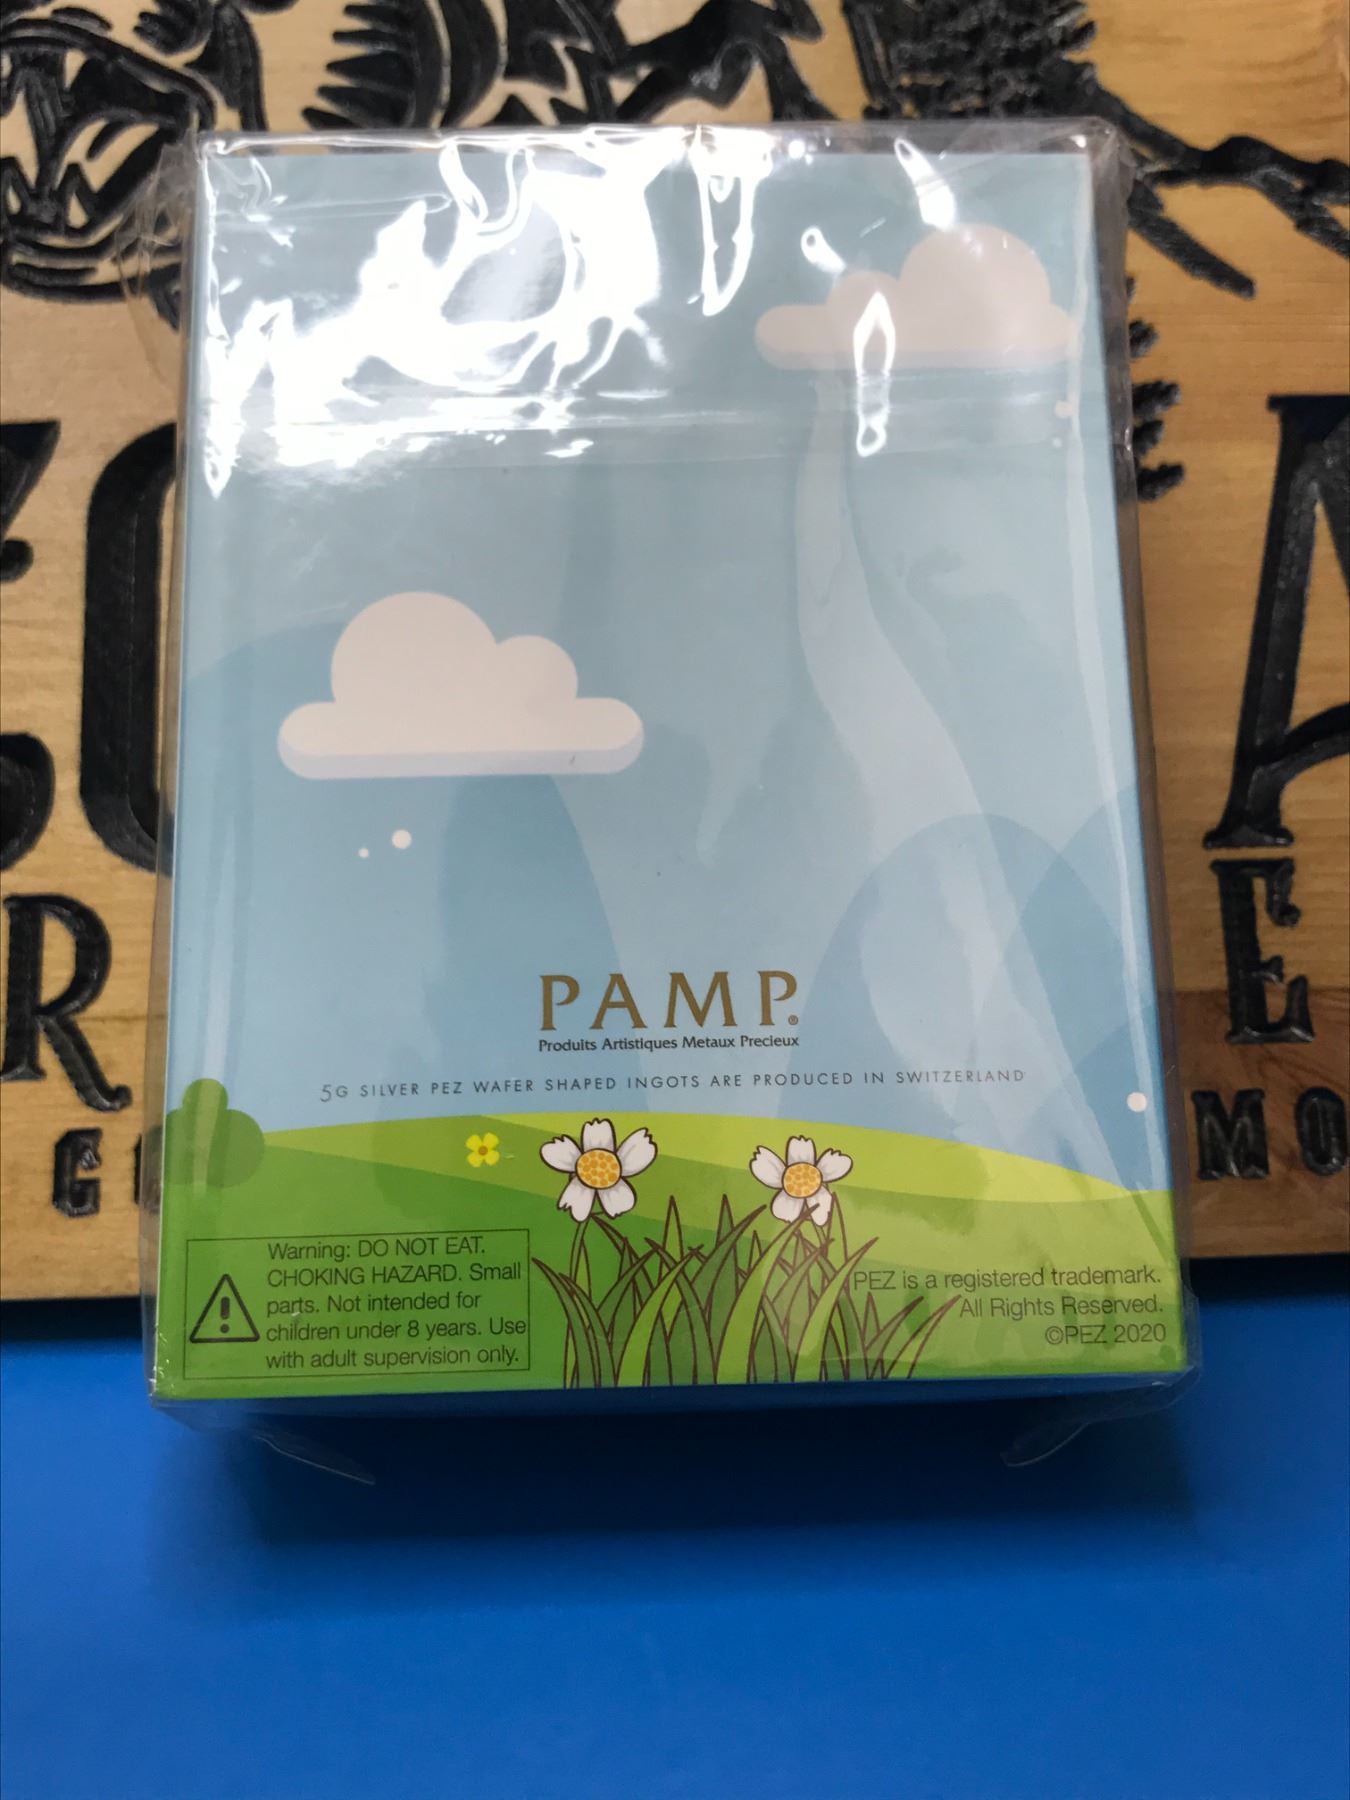 PAMP®
Produits Artistiques Metaux Precieux
5G SILVER PEZ WAFER SHAPED INGOTS ARE PRODUCED IN SWITZERLAND
Warning: DO NOT EAT.
CHOKING HAZARD. Small
parts. Not intended for
children under 8 years. Use
with adult supervision only.
PEZ is a registered trademark.
All Rights Reserved.
©PEZ 2020